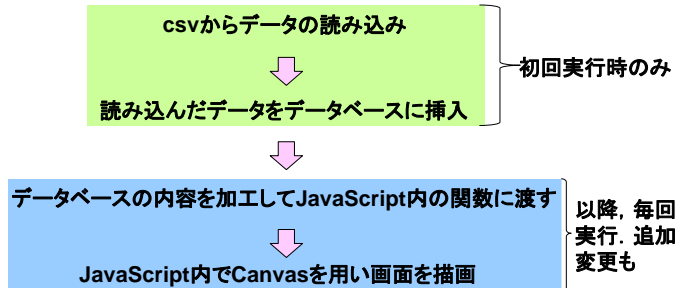 csvからデータの読み込み
初回実行時のみ
読み込んだデータをデータベースに挿入
データベースの内容を加工してJavaScript内の関数に渡す
以降，毎回
実行．追加
変更も
JavaScript内でCanvasを用い画面を描画